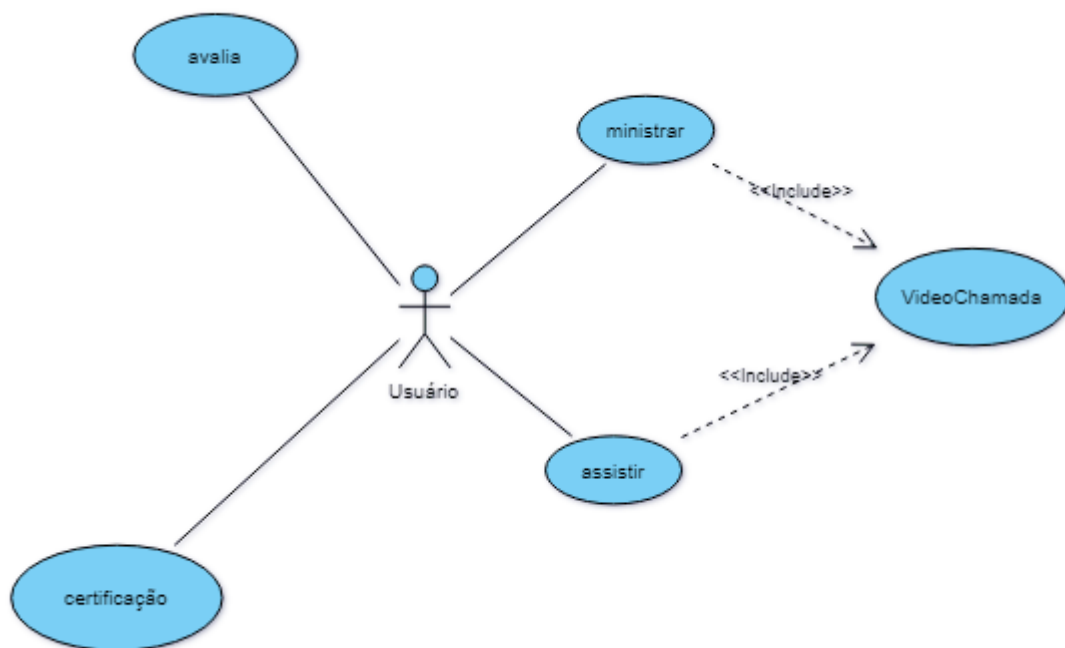 avalia
ministrar
<<Include>>
VideoChamada
<<Include>>
Usuário
assistir
certificação